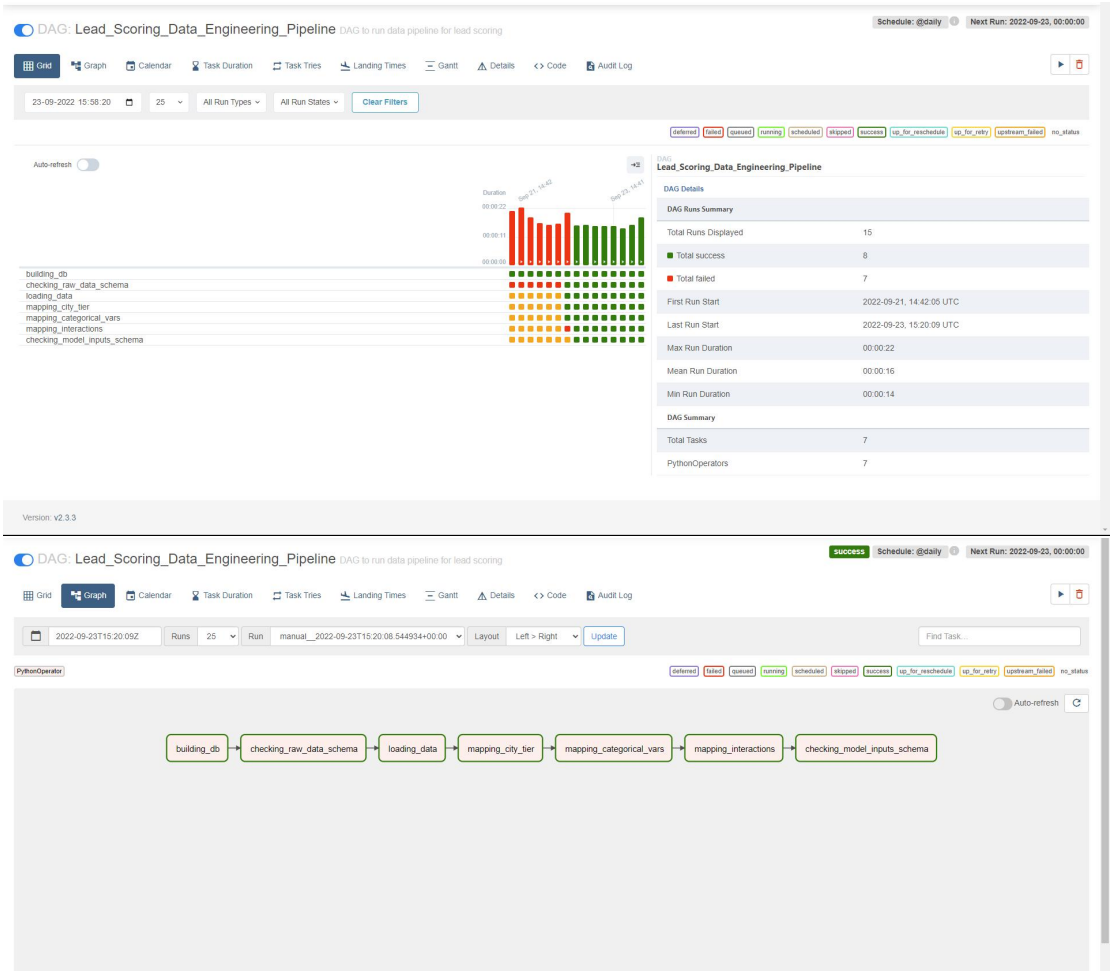 DAG: Lead_Scoring_Data_Engineering_Pipeline DAG to run data pipeline for lead scoring
Schedule: @daily Next Run: 2022-09-23, 00:00:00
Grid Graph Calendar Task Duration Task Tries Landing Times Gantt Details <> Code Audit Log
23-09-2022 15:58:20 25 All Run Types All Run States Clear Filters
deferred failed queued running scheduled skipped success up_for_reschedule up_for_retry upstream_failed no_status
Auto-refresh
Duration
Sep 21, 14:42
Sep 23, 14:41
00:00:22
00:00:11
00:00:00
building_db
checking_raw_data_schema
loading_data
mapping_city_tier
mapping_categorical_vars
mapping_interactions
checking_model_inputs_schema
DAG
Lead_Scoring_Data_Engineering_Pipeline
DAG Details
DAG Runs Summary
Total Runs Displayed 15
Total success 8
Total failed 7
First Run Start 2022-09-21, 14:42:05 UTC
Last Run Start 2022-09-23, 15:20:09 UTC
Max Run Duration 00:00:22
Mean Run Duration 00:00:16
Min Run Duration 00:00:14
DAG Summary
Total Tasks 7
PythonOperators 7
Version: v2.3.3
DAG: Lead_Scoring_Data_Engineering_Pipeline DAG to run data pipeline for lead scoring
success Schedule: @daily Next Run: 2022-09-23, 00:00:00
Grid Graph Calendar Task Duration Task Tries Landing Times Gantt Details <> Code Audit Log
2022-09-23T15:20:09Z Runs 25 Run manual__2022-09-23T15:20:08.544934+00:00 Layout Left > Right Update Find Task...
PythonOperator
deferred failed queued running scheduled skipped success up_for_reschedule up_for_retry upstream_failed no_status
Auto-refresh
building_db checking_raw_data_schema loading_data mapping_city_tier mapping_categorical_vars mapping_interactions checking_model_inputs_schema